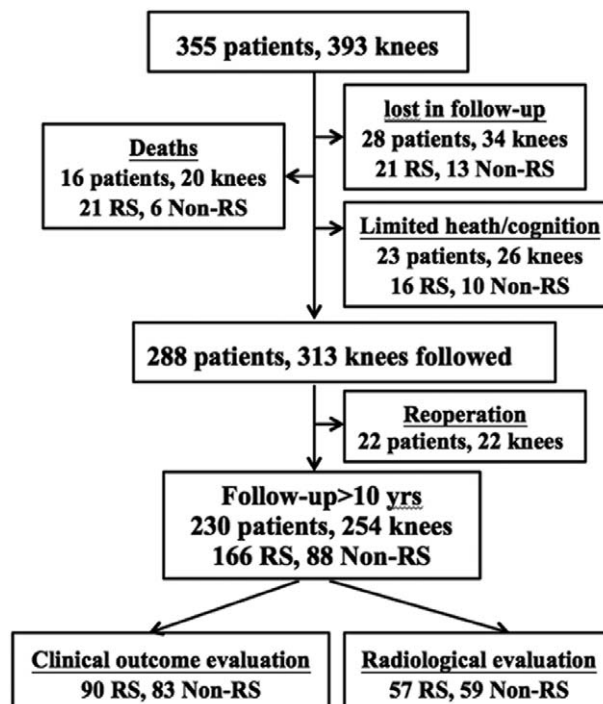 355 patients, 393 knees
lost in follow-up
28 patients, 34 knees
21 RS, 13 Non-RS
Deaths
16 patients, 20 knees
21 RS, 6 Non-RS
Limited heath/cognition
23 patients, 26 knees
16 RS, 10 Non-RS
288 patients, 313 knees followed
Reoperation
22 patients, 22 knees
Follow-up>10 yrs
230 patients, 254 knees
166 RS, 88 Non-RS
Clinical outcome evaluation
90 RS, 83 Non-RS
Radiological evaluation
57 RS, 59 Non-RS